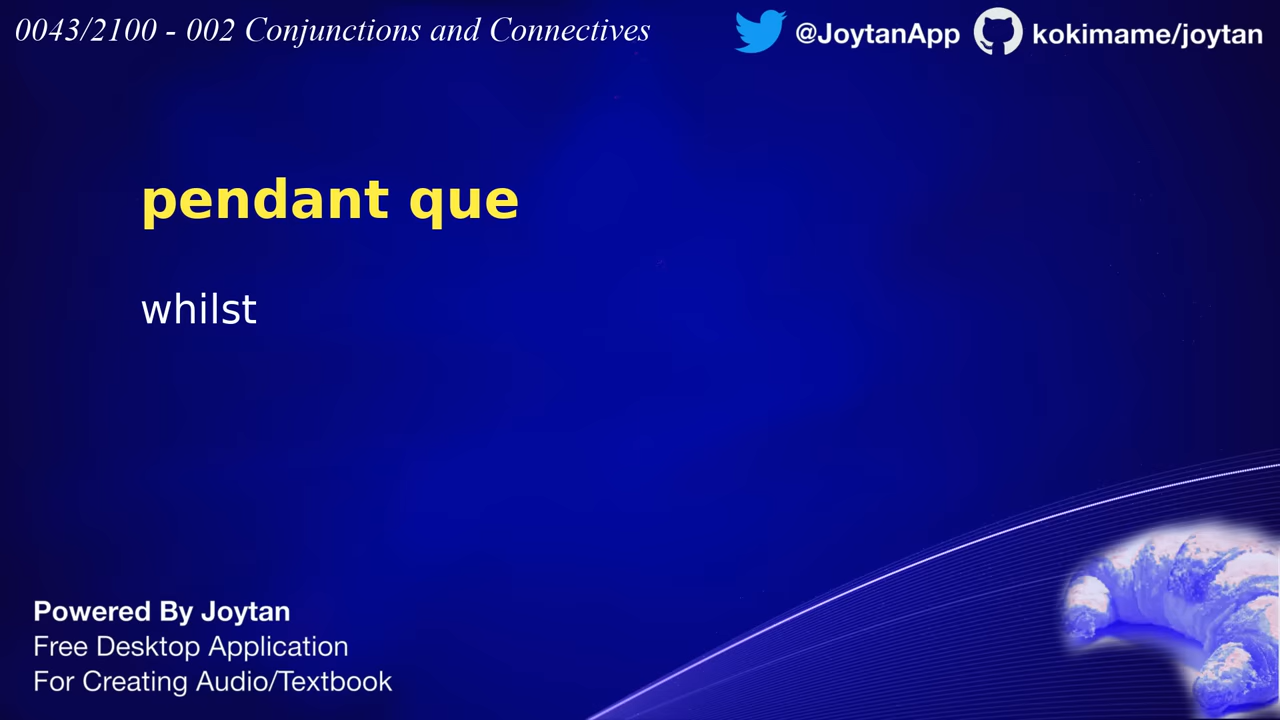 0043/2100 - 002 Conjunctions and Connectives
@JoytanApp
kokimame/joytan
pendant que
whilst
Powered By Joytan
Free Desktop Application
For Creating Audio/Textbook